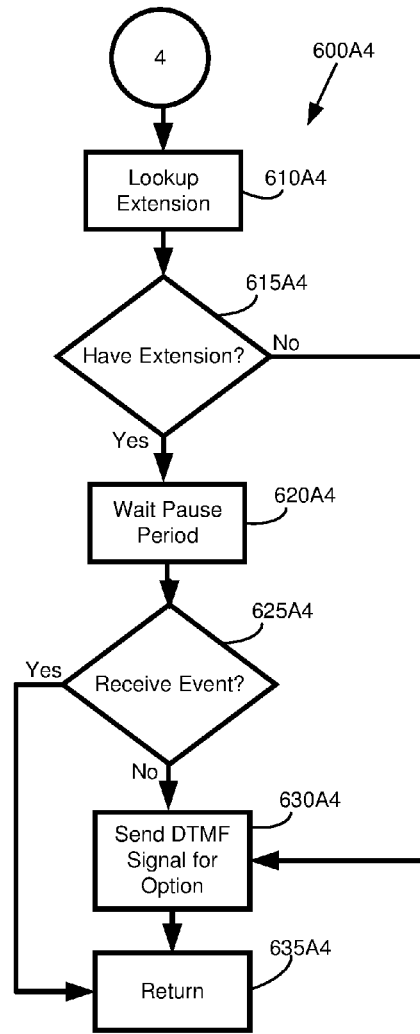 4
600A4
Lookup
Extension
610A4
615A4
Have Extension?
No
Yes
Wait Pause
Period
620A4
625A4
Yes
Receive Event?
No
630A4
Send DTMF
Signal for
Option
635A4
Return